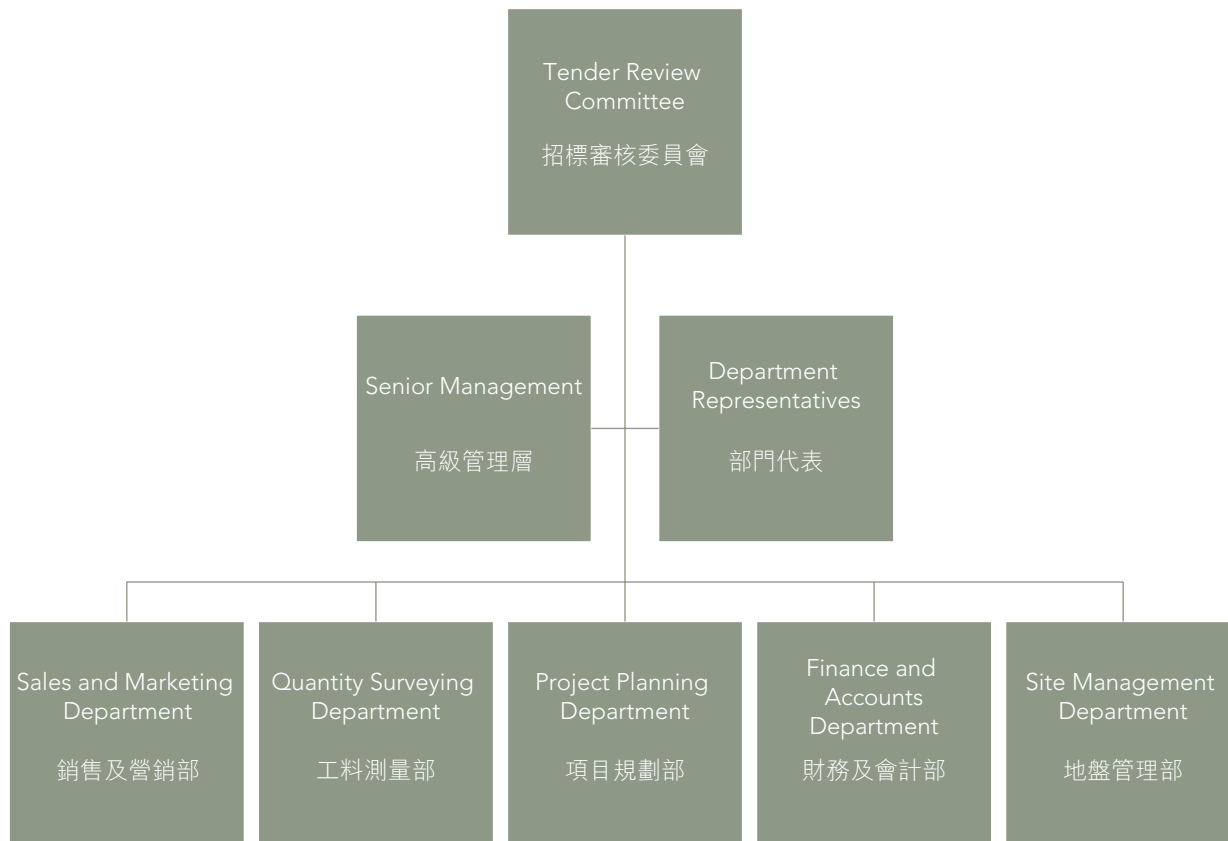 Tender Review
Committee
招標審核委員會
Senior Management
高級管理層
Department
Representatives
部門代表
Sales and Marketing
Department
銷售及營銷部
Quantity Surveying
Department
工料測量部
Project Planning
Department
項目規劃部
Finance and
Accounts
Department
財務及會計部
Site Management
Department
地盤管理部